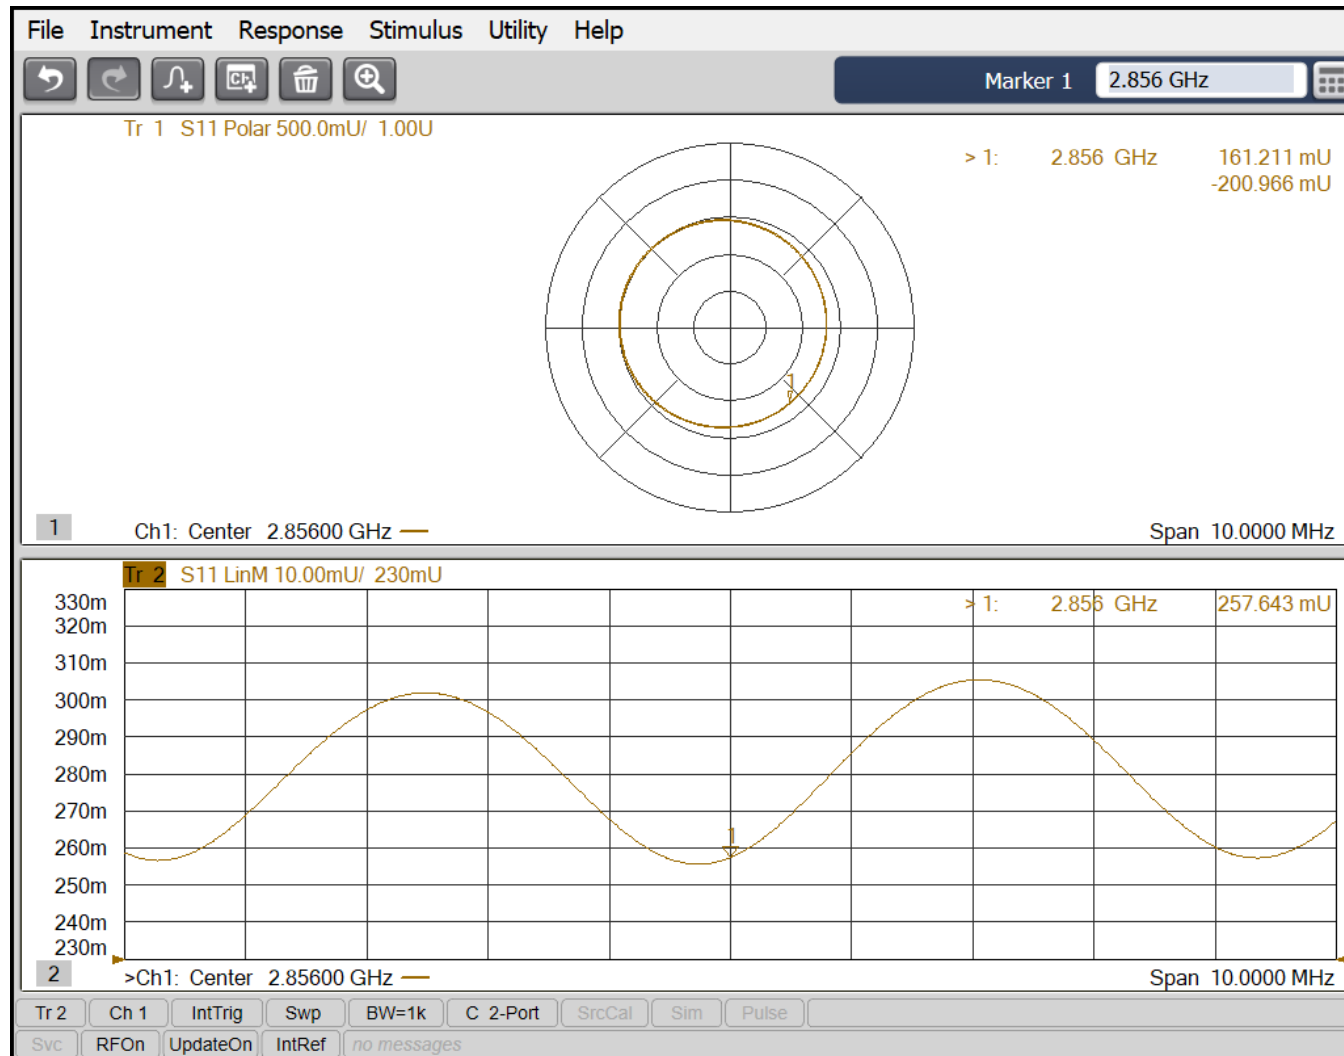 File Instrument Response Stimulus Utility Help
Ch Marker 1 2.856 GHz
Tr 1 S11 Polar 500.0mU/ 1.00U
> 1: 2.856 GHz 161.211 mU
-200.966 mU
1
1 Ch1: Center 2.85600 GHz Span 10.0000 MHz
Tr 2 S11 LinM 10.00mU/ 230mU
330m > 1: 2.856 GHz 257.643 mU
320m
310m
300m
290m
280m
270m
260m 1
250m
240m
230m
2 >Ch1: Center 2.85600 GHz Span 10.0000 MHz
Tr 2 Ch 1 IntTrig Swp BW=1k C 2-Port SrcCal Sim Pulse
Svc RFOn UpdateOn IntRef no messages